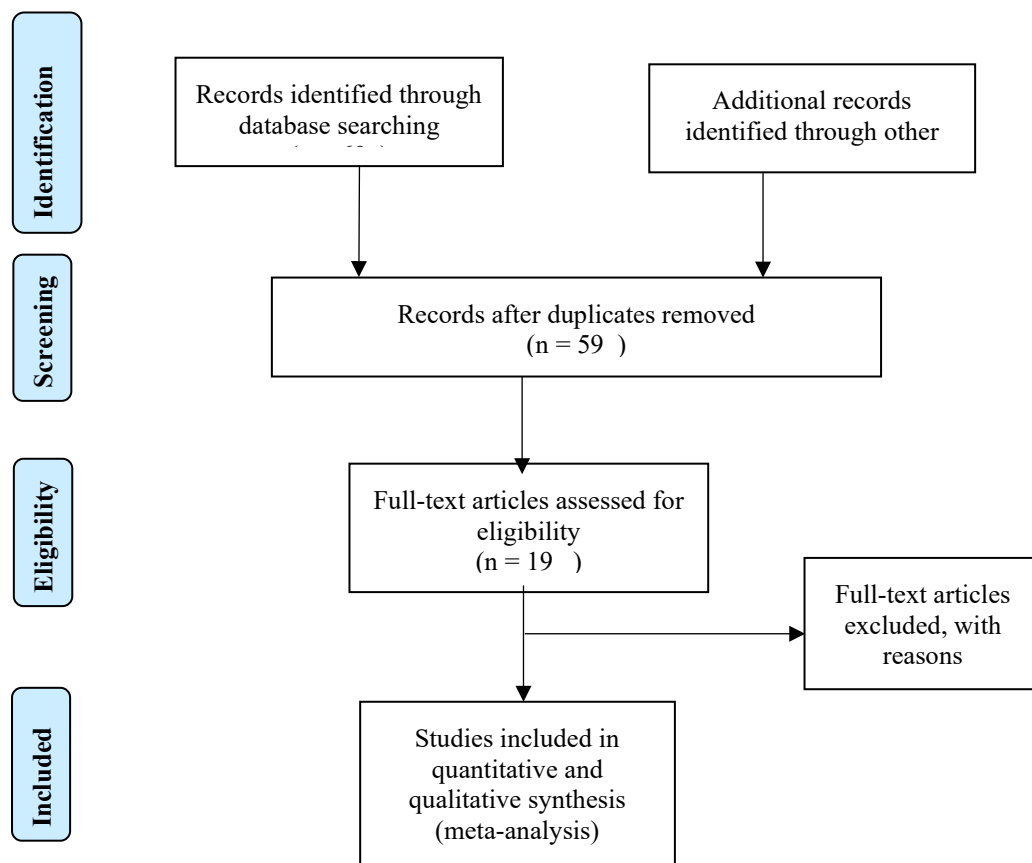 Identification
Records identified through
database searching
Additional records
identified through other
Screening
Records after duplicates removed
(n = 59 )
Eligibility
Full-text articles assessed for
eligibility
(n = 19 )
Full-text articles
excluded, with
reasons
Included
Studies included in
quantitative and
qualitative synthesis
(meta-analysis)